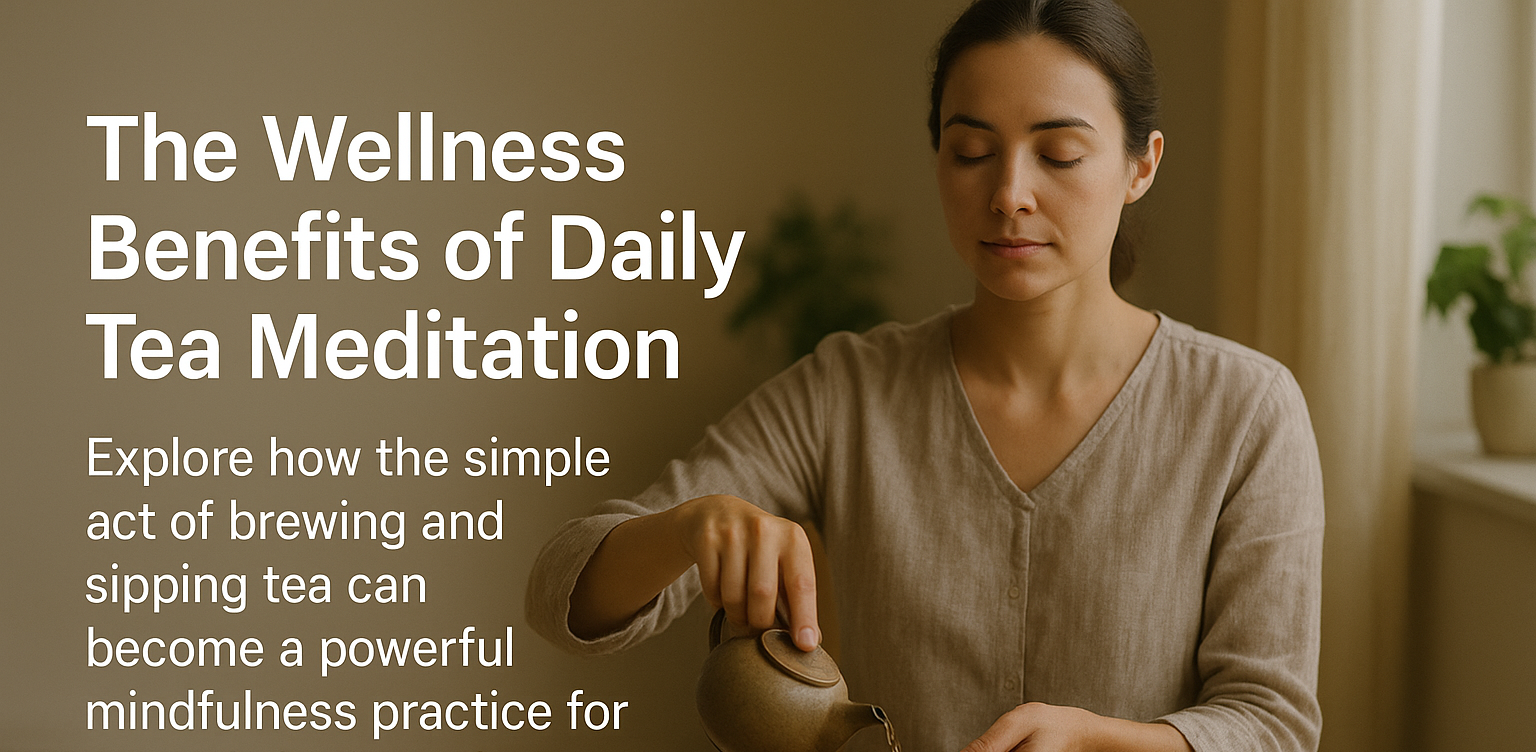 The Wellness
Benefits of Daily
Tea Meditation
Explore how the simple
act of brewing and
sipping tea can
become a powerful
mindfulness practice for